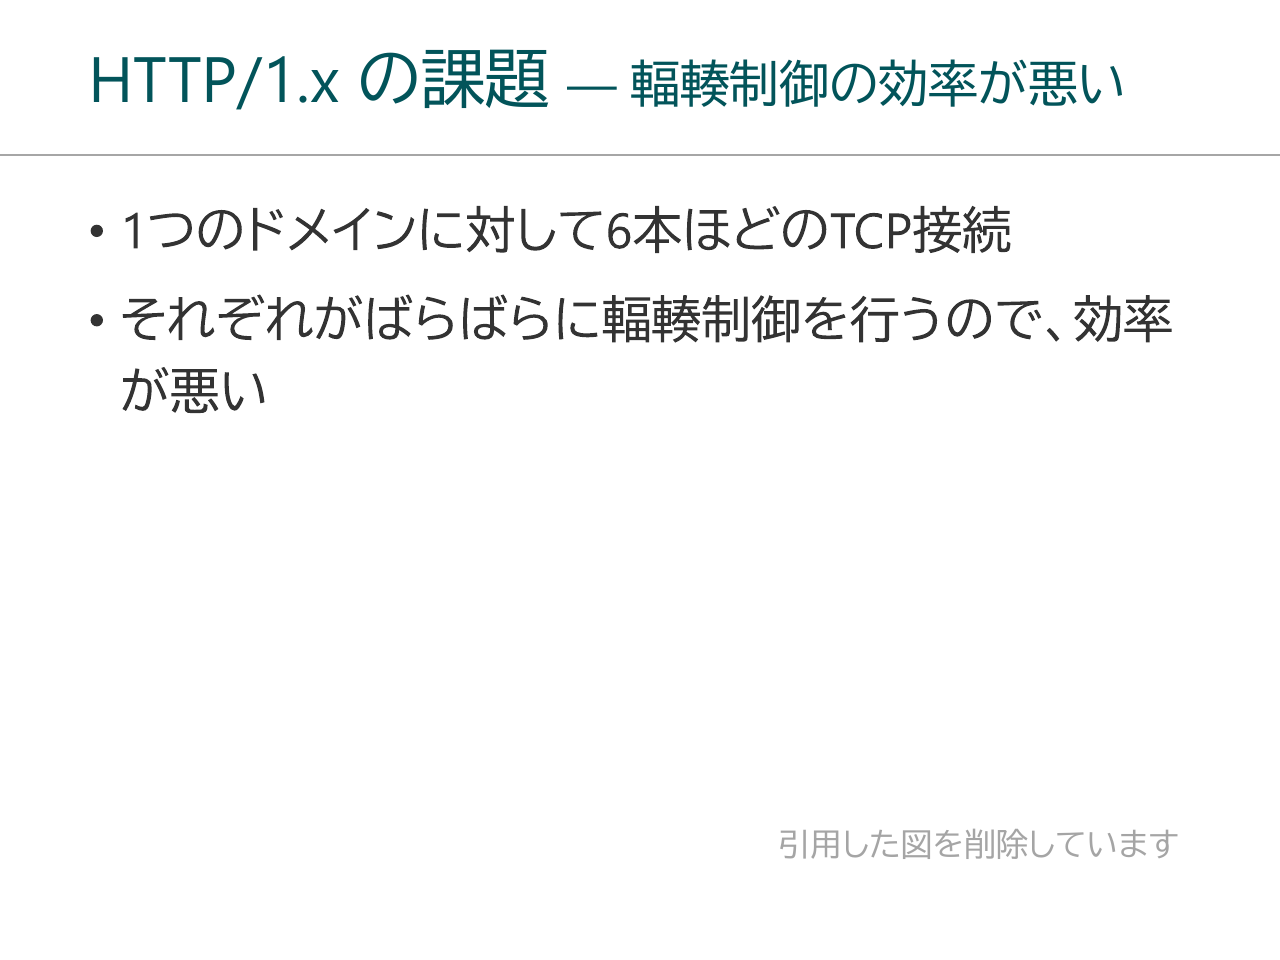 HTTP/1.x の課題 — 輻輳制御の効率が悪い
• 1つのドメインに対して6本ほどのTCP接続
• それぞれがばらばらに輻輳制御を行うので、効率
が悪い
引用した図を削除しています